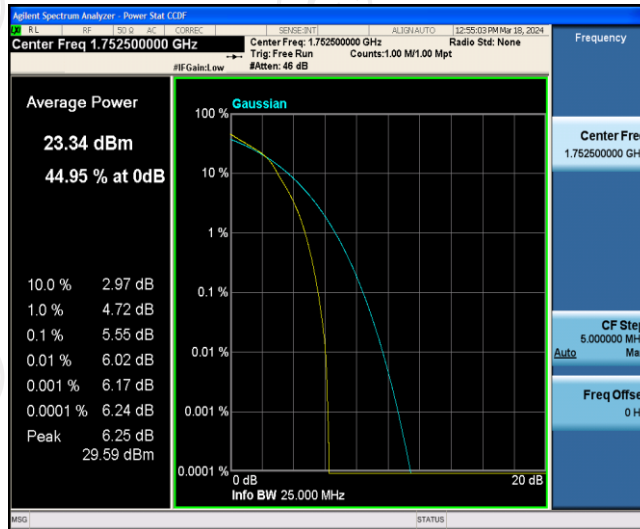 Agilent Spectrum Analyzer - Power Stat CCDF
RL RF 50 Ω AC CORREC SENSE:INT ALIGNAUTO 12:55:03 PM Mar 18, 2024
Center Freq 1.752500000 GHz
Center Freq: 1.752500000 GHz Radio Std: None
Trig: Free Run Counts:1.00 M/1.00 Mpt
#IFGain:Low #Atten: 46 dB
Frequency
Average Power
23.34 dBm
44.95 % at 0dB
10.0 % 2.97 dB
1.0 % 4.72 dB
0.1 % 5.55 dB
0.01 % 6.02 dB
0.001 % 6.17 dB
0.0001 % 6.24 dB
Peak 6.25 dB
29.59 dBm
Gaussian
100 %
10 %
1 %
0.1 %
0.01 %
0.001 %
0.0001 %
0 dB 20 dB
Info BW 25.000 MHz
Center Fre
1.752500000 GH
CF Step
5.000000 MH
Auto Ma
Freq Offse
0 H
MSG STATUS